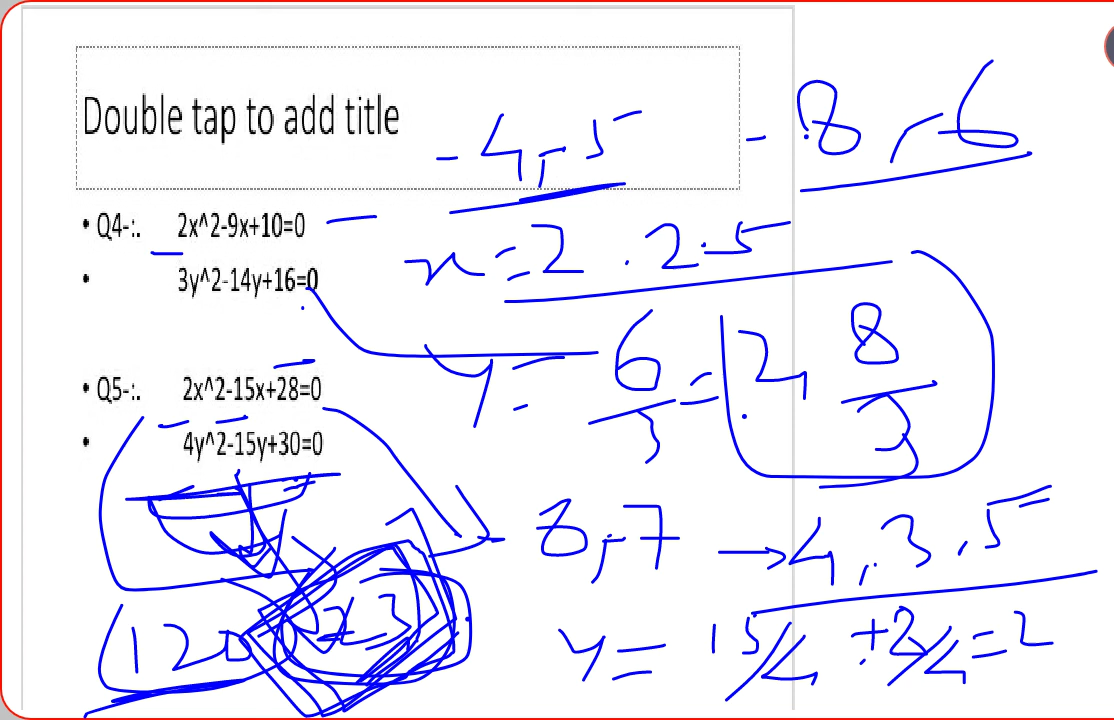 Double tap to add title
-4,-5
-8,-6
• Q4-:. 2x^2-9x+10=0
x=2.2.5
• 3y^2-14y+16=0
y=6/3=2,8/3
• Q5-:. 2x^2-15x+28=0
• 4y^2-15y+30=0
8,-7→4,3.5
120
y=15/4
=2